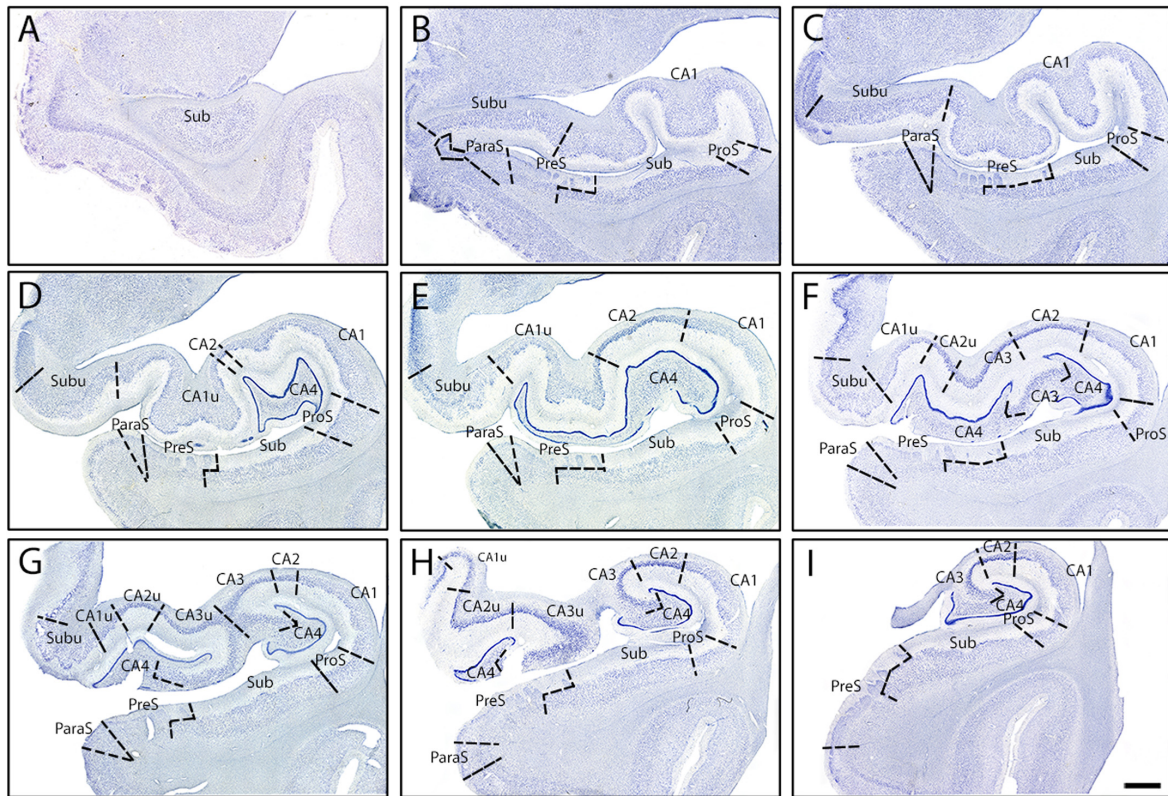 A
Sub
B
CA1
Subu
ParaS
PreS
Sub
ProS
C
CA1
Subu
ParaS
ProS
PreS
Sub
D
CA2
CA1
Subu
CA4
CA1u
ParaS
ProS
PreS
Sub
E
CA2
CA1u
CA1
Subu
CA4
ProS
ParaS
Sub
PreS
F
CA2
CA1u
CA2u
CA1
CA3
Subu
CA4
CA3
CA4
ProS
PreS
Sub
ParaS
G
CA2
CA3
CA1
CA2u
CA1u
CA3u
Subu
CA4
CA4
ProS
Sub
PreS
ParaS
H
CA1u
CA2
CA3
CA1
CA2u
CA3u
CA4
ProS
CA4
Sub
PreS
ParaS
I
CA2
CA3
CA1
CA4
ProS
Sub
PreS